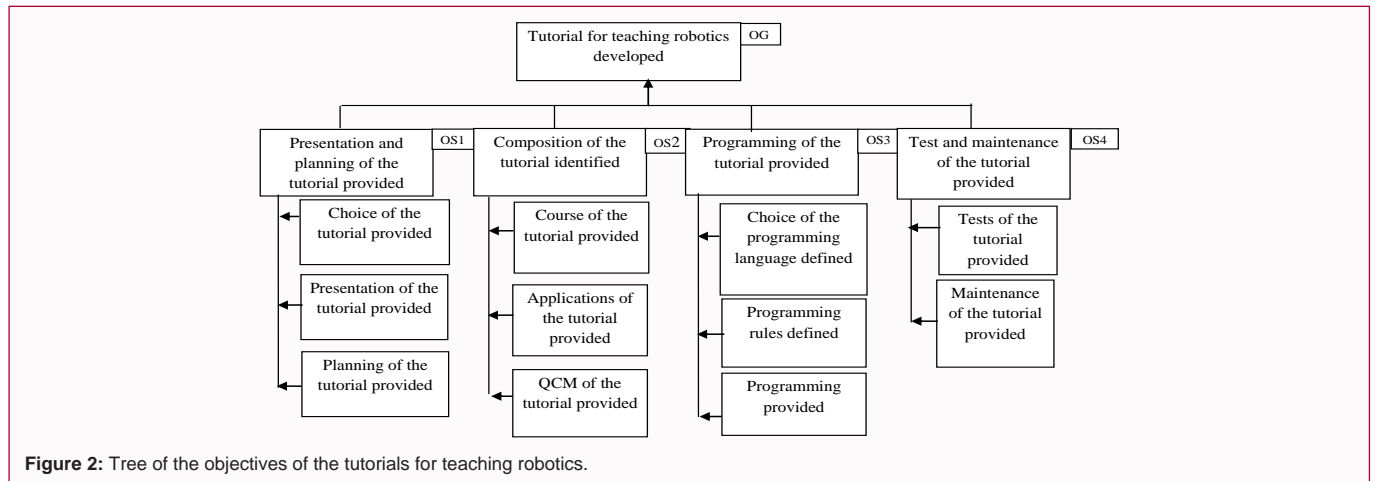 Tutorial for teaching robotics
developed
OG
Presentation and
planning of the
tutorial provided
OS1
Choice of the
tutorial provided
Presentation of the
tutorial provided
Planning of the
tutorial provided
Composition of the
tutorial identified
OS2
Course of the
tutorial provided
Applications of
the tutorial
provided
QCM of the
tutorial provided
Programming of the
tutorial provided
OS3
Choice of the
programming
language defined
Programming
rules defined
Programming
provided
Test and maintenance
of the tutorial
provided
OS4
Tests of the
tutorial
provided
Maintenance
of the tutorial
provided
Figure 2: Tree of the objectives of the tutorials for teaching robotics.